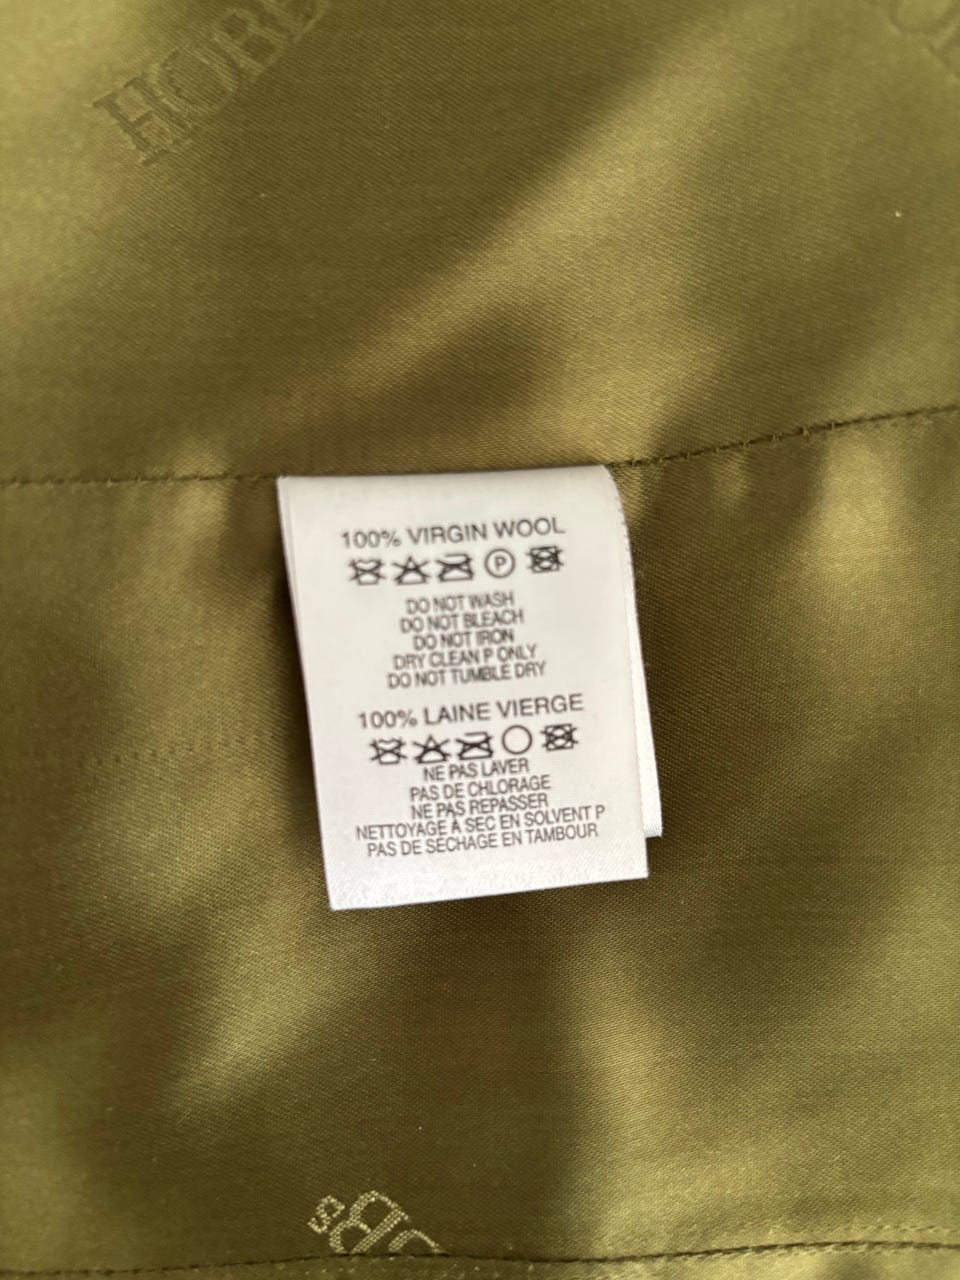 HOBB
100% VIRGIN WOOL
P
DO NOT WASH
DO NOT BLEACH
DO NOT IRON
DRY CLEAN P ONLY
DO NOT TUMBLE DRY
100% LAINE VIERGE
NE PAS LAVER
PAS DE CHLORAGE
NE PAS REPASSER
NETTOYAGE À SEC EN SOLVENT P
PAS DE SÉCHAGE EN TAMBOUR